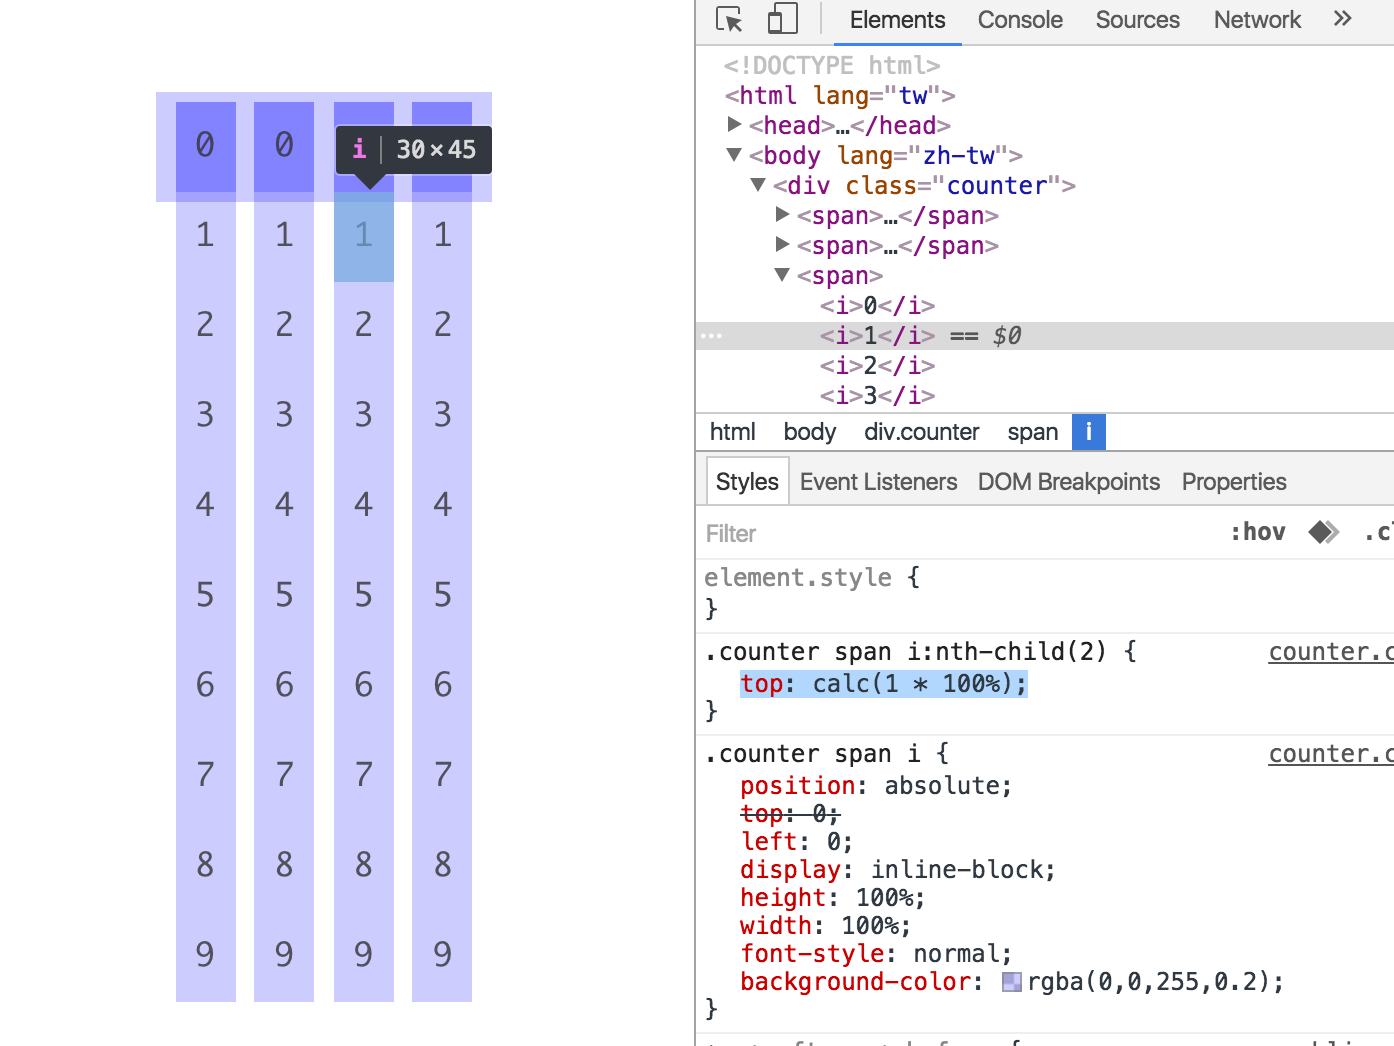 0 0
1 1 1 1
2 2 2 2
3 3 3 3
4 4 4 4
5 5 5 5
6 6 6 6
7 7 7 7
8 8 8 8
9 9 9 9
i 30×45
Elements Console Sources Network »
<!DOCTYPE html>
<html lang="tw">
▶<head>…</head>
▼<body lang="zh-tw">
▼<div class="counter">
▶<span>…</span>
▶<span>…</span>
▼<span>
<i>0</i>
… <i>1</i> == $0
<i>2</i>
<i>3</i>
html body div.counter span i
Styles Event Listeners DOM Breakpoints Properties
Filter :hov
element.style {
}
.counter span i:nth-child(2) { counter.c
top: calc(1 * 100%);
}
.counter span i { counter.c
position: absolute;
top: 0;
left: 0;
display: inline-block;
height: 100%;
width: 100%;
font-style: normal;
background-color: rgba(0,0,255,0.2);
}